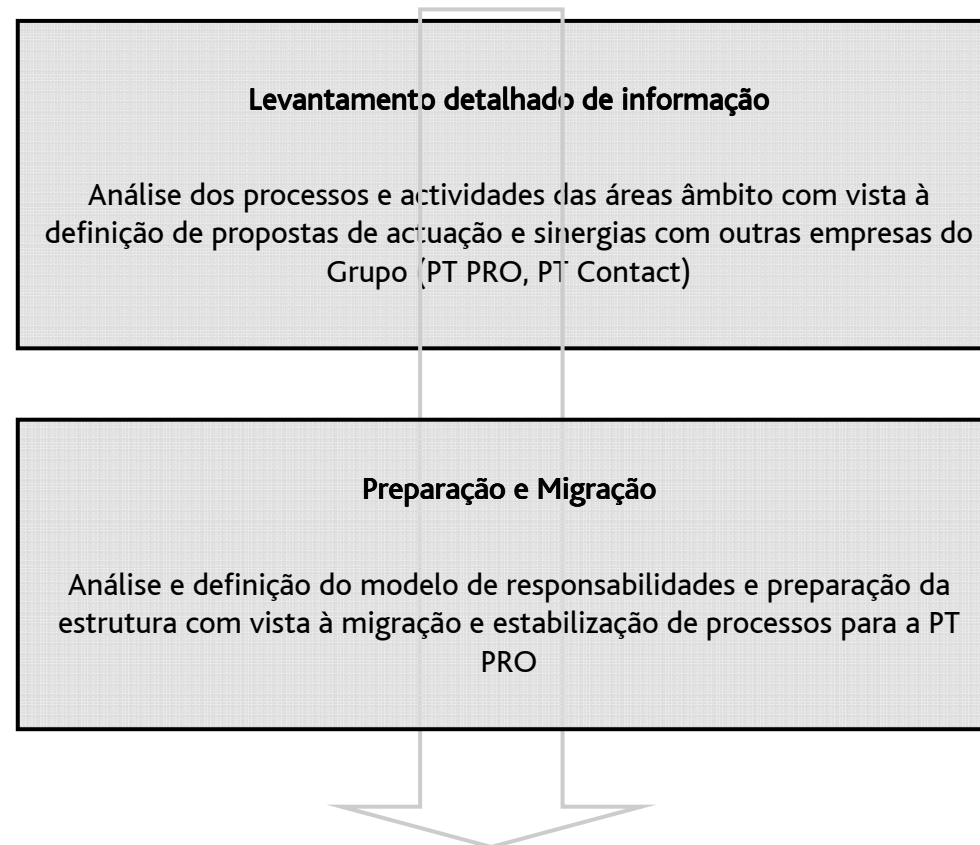 Levantamento detalhado de informação
Análise dos processos e actividades das áreas âmbito com vista à
definição de propostas de actuação e sinergias com outras empresas do
Grupo (PT PRO, PT Contact)
Preparação e Migração
Análise e definição do modelo de responsabilidades e preparação da
estrutura com vista à migração e estabilização de processos para a PT
PRO